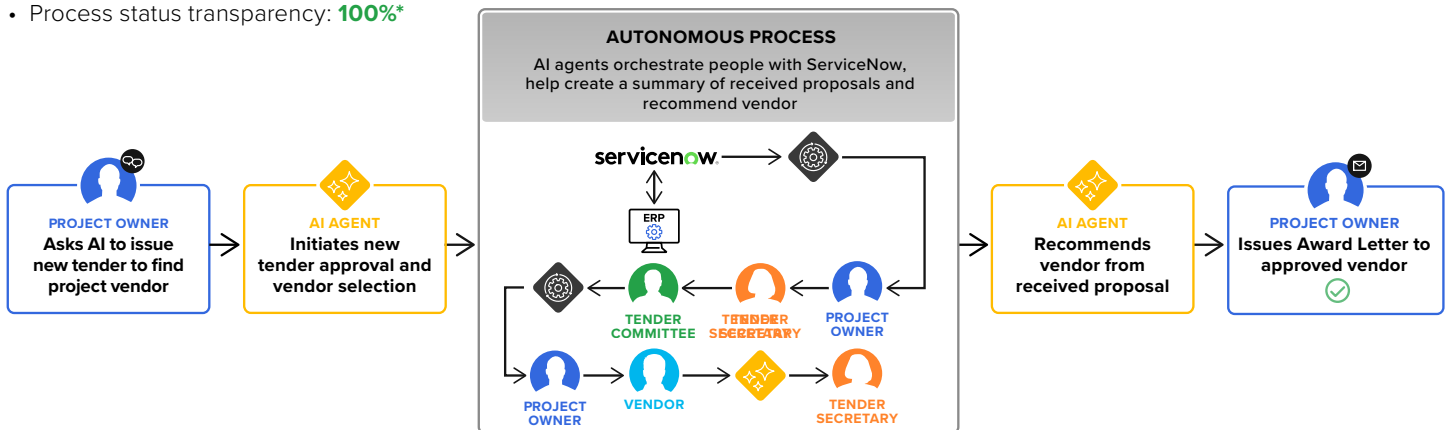 • Process status transparency: 100%*
AUTONOMOUS PROCESS
AI agents orchestrate people with ServiceNow,
help create a summary of received proposals and
recommend vendor
PROJECT OWNER
Asks AI to issue
new tender to find
project vendor
AI AGENT
Initiates new
tender approval and
vendor selection
servicenow
ERP
TENDER
COMMITTEE
TENDER
SECRETARY
PROJECT
OWNER
PROJECT
OWNER
VENDOR
TENDER
SECRETARY
AI AGENT
Recommends
vendor from
received proposal
PROJECT OWNER
Issues Award Letter to
approved vendor